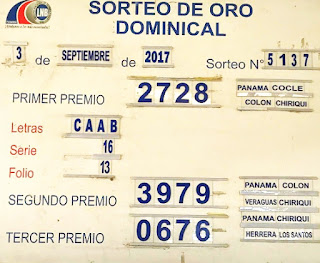 LNB
SORTEO DE ORO
DOMINICAL
3 de SEPTIEMBRE de 2017 Sorteo N° 5137
PRIMER PREMIO 2728 PANAMA COCLE
COLON CHIRIQUI
Letras CAAB
Serie 16
Folio 13
SEGUNDO PREMIO 3979 PANAMA COLON
VERAGUAS CHIRIQUI
TERCER PREMIO 0676 PANAMA CHIRIQUI
HERRERA LOS SANTOS